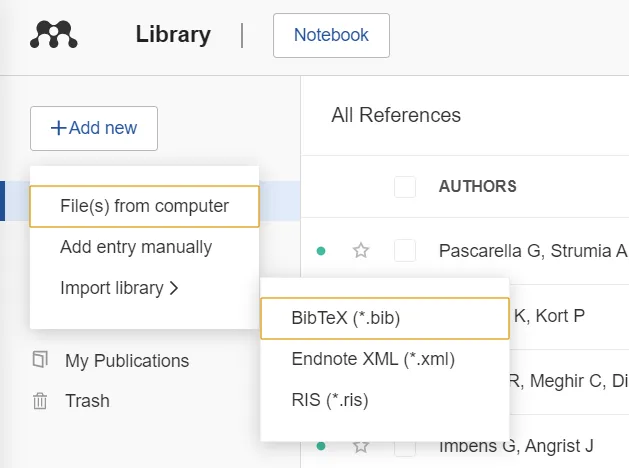 Library
Notebook
+Add new
File(s) from computer
Add entry manually
Import library >
BibTeX (*.bib)
Endnote XML (*.xml)
RIS (*.ris)
My Publications
Trash
All References
AUTHORS
Pascarella G, Strumia A
K, Kort P
R, Meghir C, Di
Imbens G, Angrist J